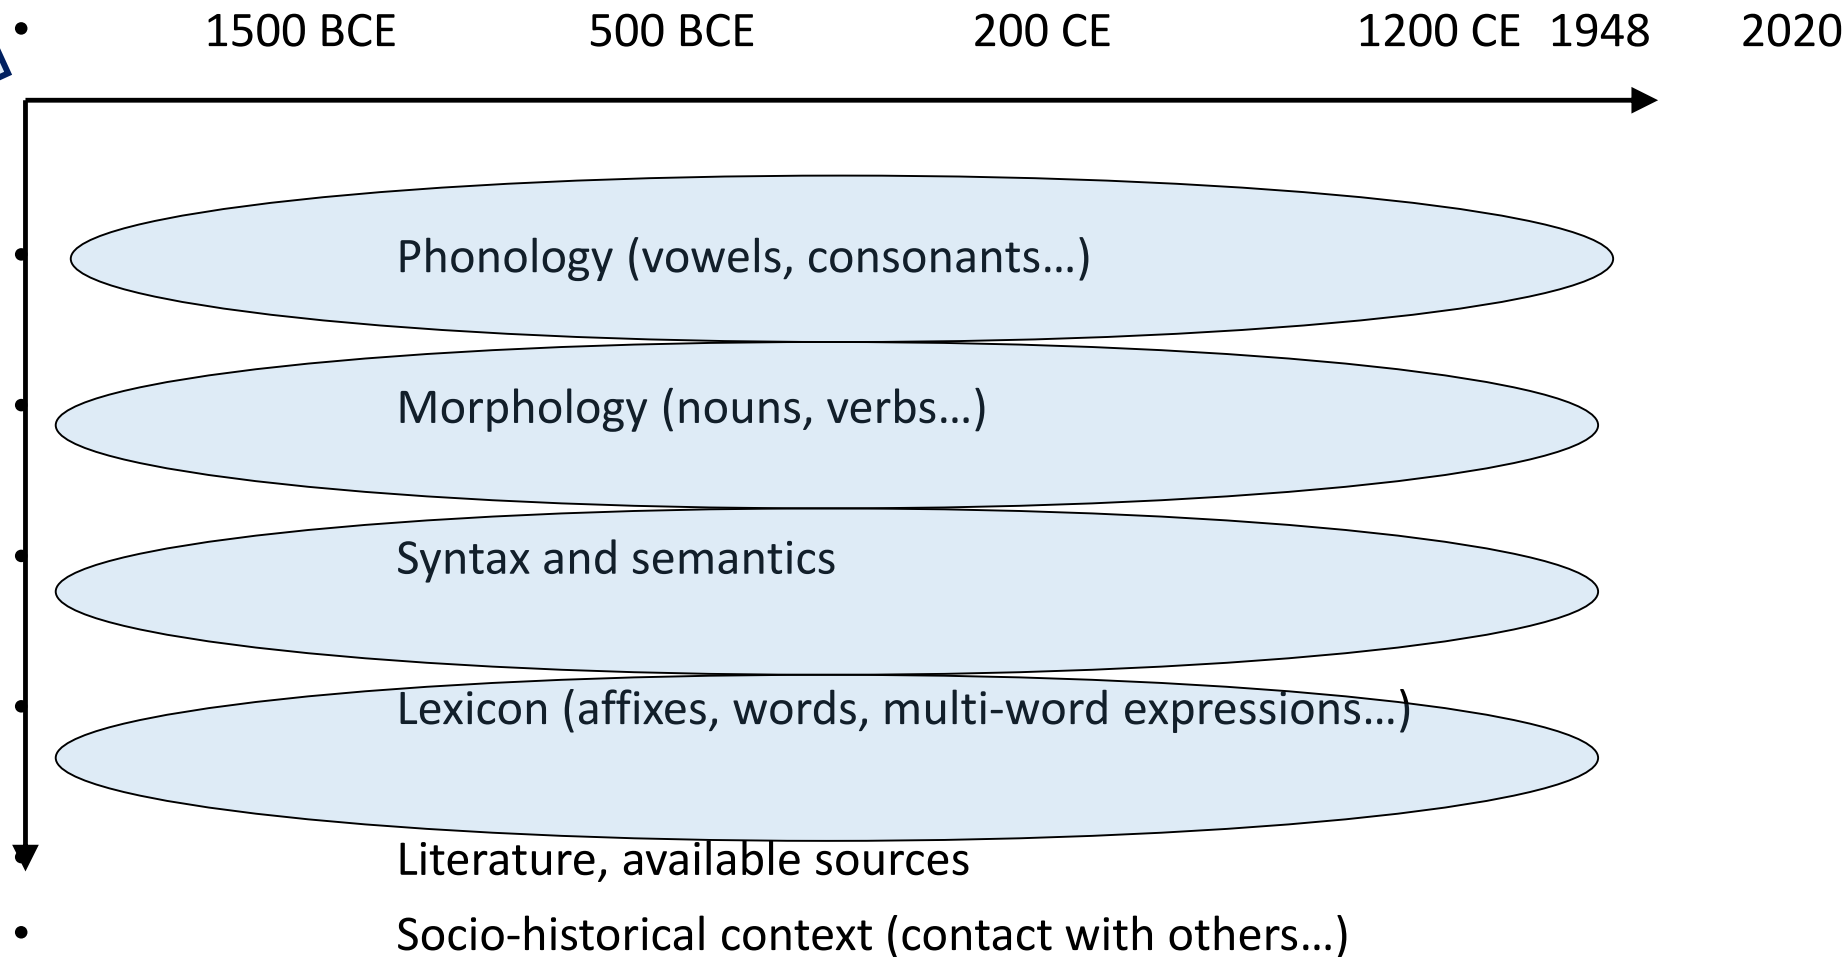 • 1500 BCE 500 BCE 200 CE 1200 CE 1948 2020
• Phonology (vowels, consonants…)
• Morphology (nouns, verbs…)
• Syntax and semantics
• Lexicon (affixes, words, multi-word expressions…)
• Literature, available sources
• Socio-historical context (contact with others…)